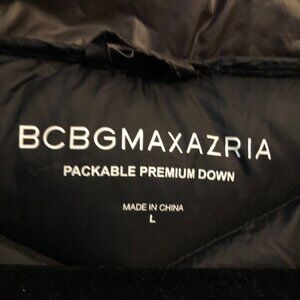 BCBGMAXAZRIA
PACKABLE PREMIUM DOWN
MADE IN CHINA
L